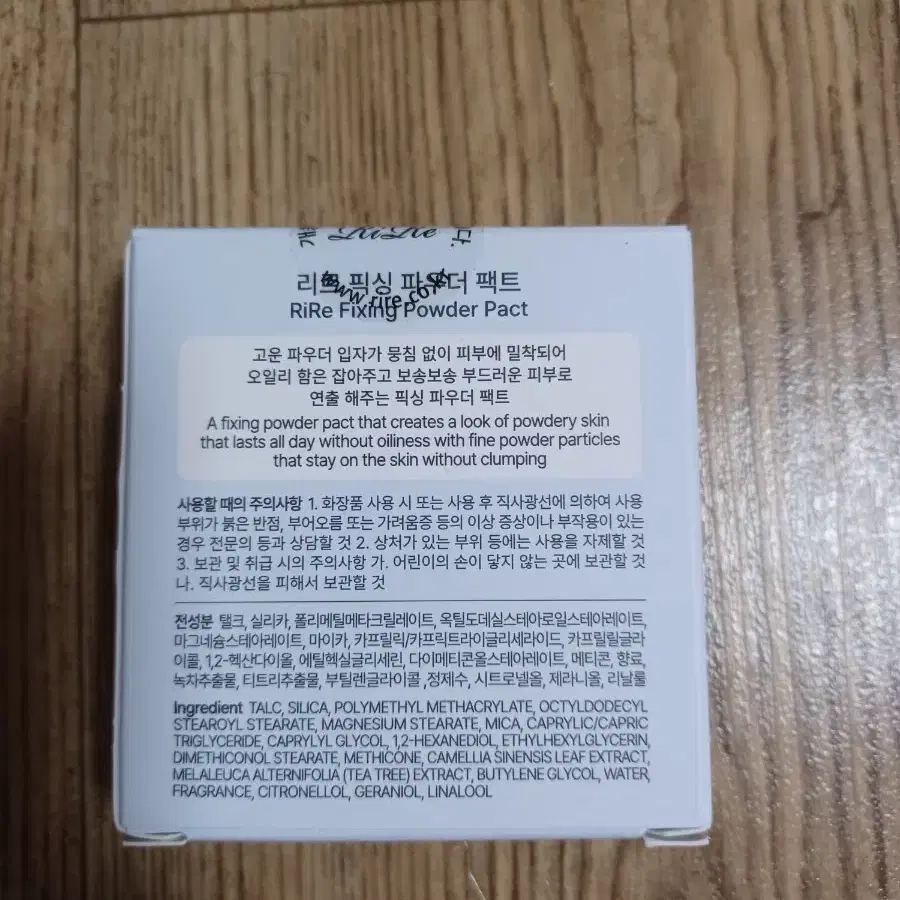 RiRe
다.
리르 픽싱 파우더 팩트
www.rire.co.kr
RiRe Fixing Powder Pact
고운 파우더 입자가 뭉침 없이 피부에 밀착되어
오일리 함은 잡아주고 보송보송 부드러운 피부로
연출 해주는 픽싱 파우더 팩트
A fixing powder pact that creates a look of powdery skin
that lasts all day without oiliness with fine powder particles
that stay on the skin without clumping
사용할 때의 주의사항 1. 화장품 사용 시 또는 사용 후 직사광선에 의하여 사용
부위가 붉은 반점, 부어오름 또는 가려움증 등의 이상 증상이나 부작용이 있는
경우 전문의 등과 상담할 것 2. 상처가 있는 부위 등에는 사용을 자제할 것
3. 보관 및 취급 시의 주의사항 가. 어린이의 손이 닿지 않는 곳에 보관할 것
나. 직사광선을 피해서 보관할 것
전성분 탤크, 실리카, 폴리메틸메타크릴레이트, 옥틸도데실스테아로일스테아레이트,
마그네슘스테아레이트, 마이카, 카프릴릭/카프릭트라이글리세라이드, 카프릴릴글라
이콜, 1,2-헥산다이올, 에틸헥실글리세린, 다이메티콘올스테아레이트, 메티콘, 향료,
녹차추출물, 티트리추출물, 부틸렌글라이콜 ,정제수, 시트로넬올, 제라니올, 리날룰
Ingredient TALC, SILICA, POLYMETHYL METHACRYLATE, OCTYLDODECYL
STEAROYL STEARATE, MAGNESIUM STEARATE, MICA, CAPRYLIC/CAPRIC
TRIGLYCERIDE, CAPRYLYL GLYCOL, 1,2-HEXANEDIOL, ETHYLHEXYLGLYCERIN,
DIMETHICONOL STEARATE, METHICONE, CAMELLIA SINENSIS LEAF EXTRACT,
MELALEUCA ALTERNIFOLIA (TEA TREE) EXTRACT, BUTYLENE GLYCOL, WATER,
FRAGRANCE, CITRONELLOL, GERANIOL, LINALOOL